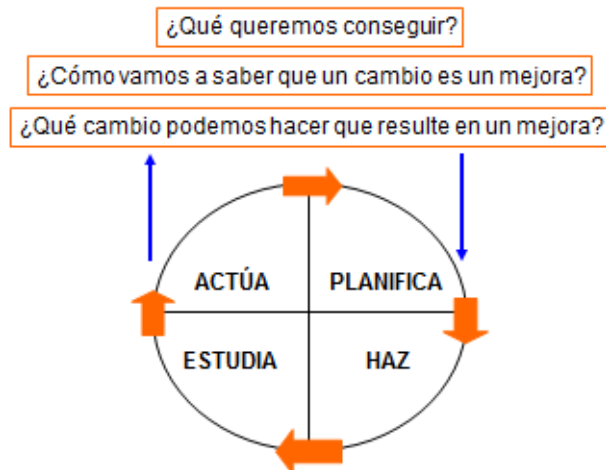 ¿Qué queremos conseguir?
¿Cómo vamos a saber que un cambio es un mejora?
¿Qué cambio podemos hacer que resulte en un mejora?
ACTÚA PLANIFICA
ESTUDIA HAZ